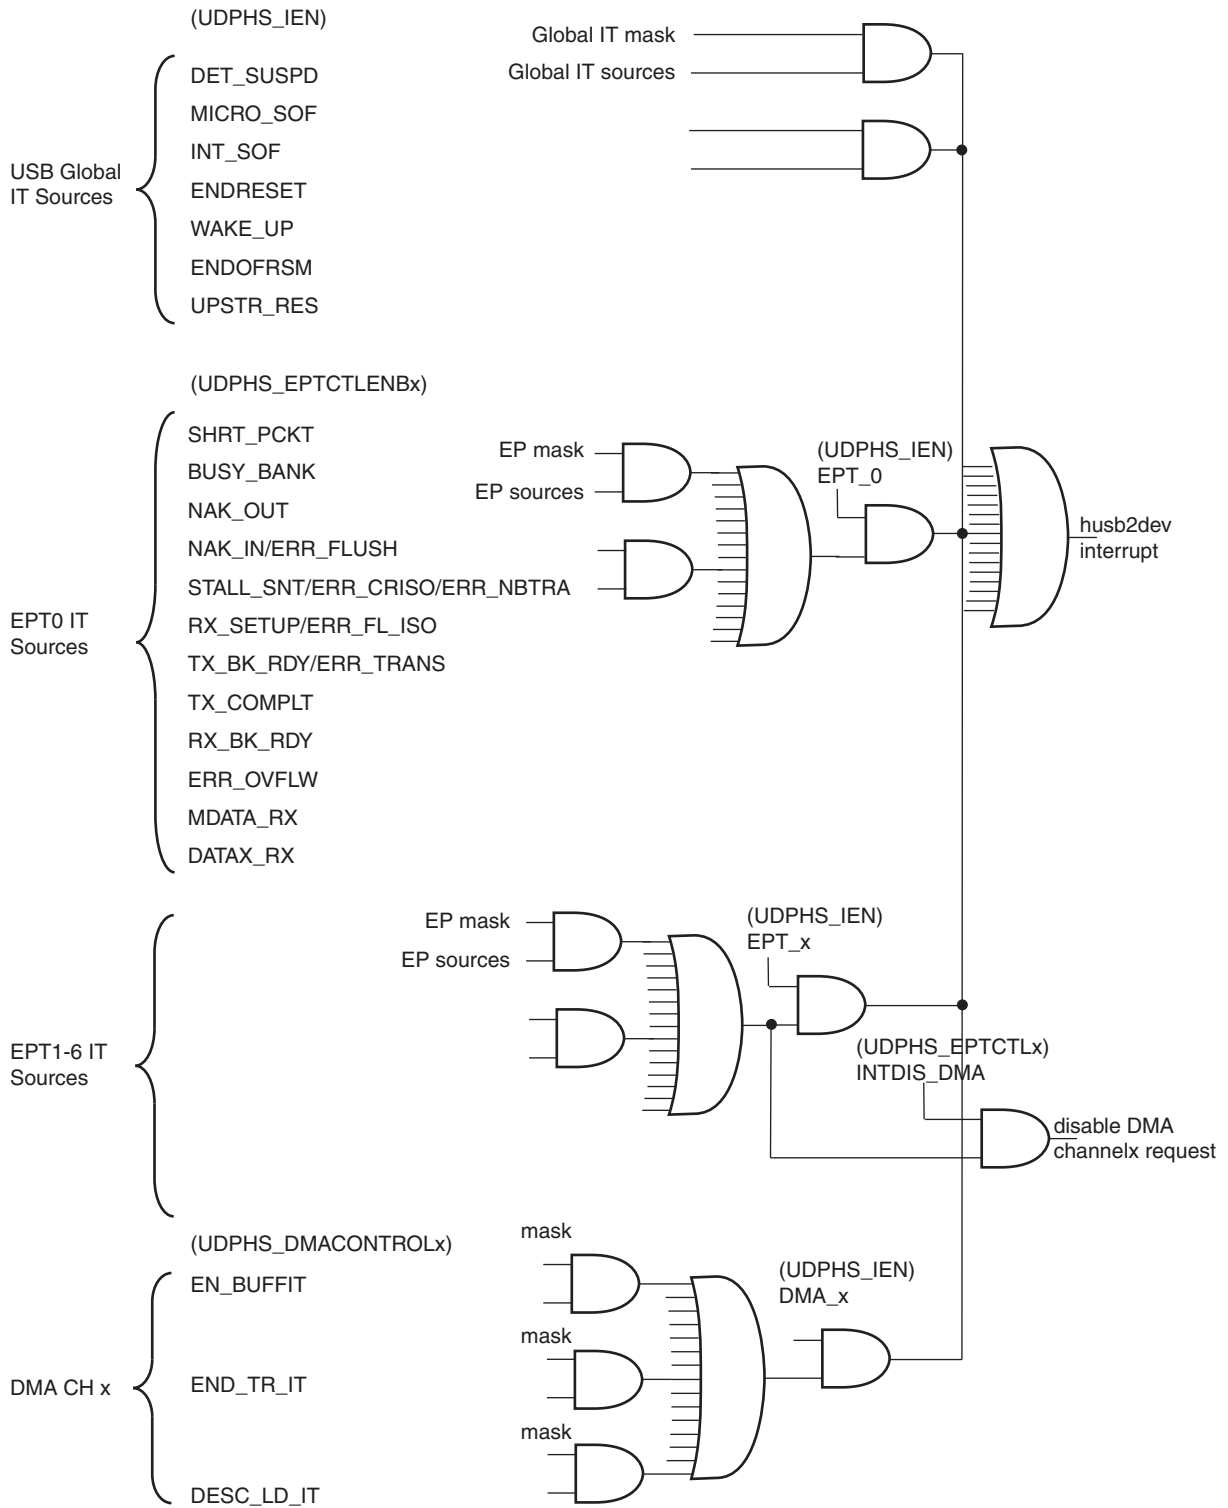 (UDPHS_IEN)
Global IT mask
Global IT sources
DET_SUSPD
MICRO_SOF
INT_SOF
USB Global
IT Sources
ENDRESET
WAKE_UP
ENDOFRSM
UPSTR_RES
(UDPHS_EPTCTLENBx)
SHRT_PCKT
BUSY_BANK
NAK_OUT
NAK_IN/ERR_FLUSH
STALL_SNT/ERR_CRISO/ERR_NBTRA
EPT0 IT
Sources
RX_SETUP/ERR_FL_ISO
TX_BK_RDY/ERR_TRANS
TX_COMPLT
RX_BK_RDY
ERR_OVFLW
MDATA_RX
DATAX_RX
EP mask
EP sources
(UDPHS_IEN)
EPT_0
husb2dev
interrupt
EP mask
EP sources
(UDPHS_IEN)
EPT_x
EPT1-6 IT
Sources
(UDPHS_EPTCTLx)
INTDIS_DMA
disable DMA
channelx request
(UDPHS_DMACONTROLx)
mask
EN_BUFFIT
(UDPHS_IEN)
DMA_x
mask
DMA CH x
END_TR_IT
mask
DESC_LD_IT